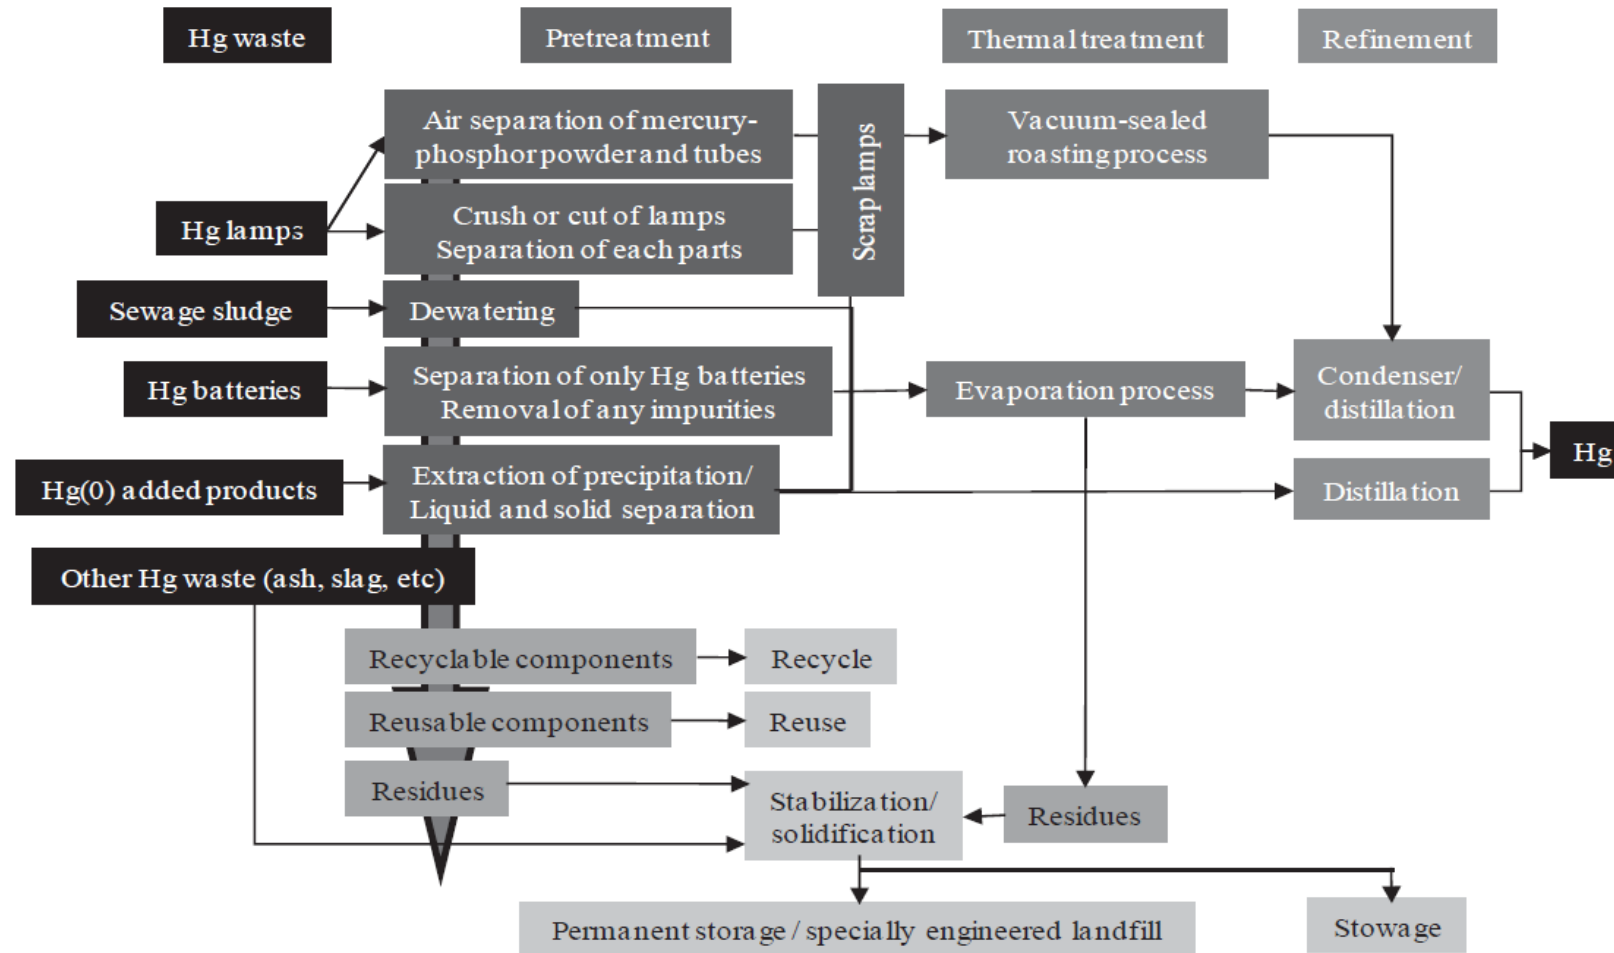 Hg waste
Pretreatment
Thermal treatment
Refinement
Air separation of mercury-
phosphor powder and tubes
Scrap lamps
Vacuum-sealed
roasting process
Hg lamps
Crush or cut of lamps
Separation of each parts
Sewage sludge
Dewatering
Hg batteries
Separation of only Hg batteries
Removal of any impurities
Evaporation process
Condenser/
distillation
Hg
Hg(0) added products
Extraction of precipitation/
Liquid and solid separation
Distillation
Other Hg waste (ash, slag, etc)
Recyclable components
Recycle
Reusable components
Reuse
Residues
Stabilization/
solidification
Residues
Permanent storage / specially engineered landfill
Stowage